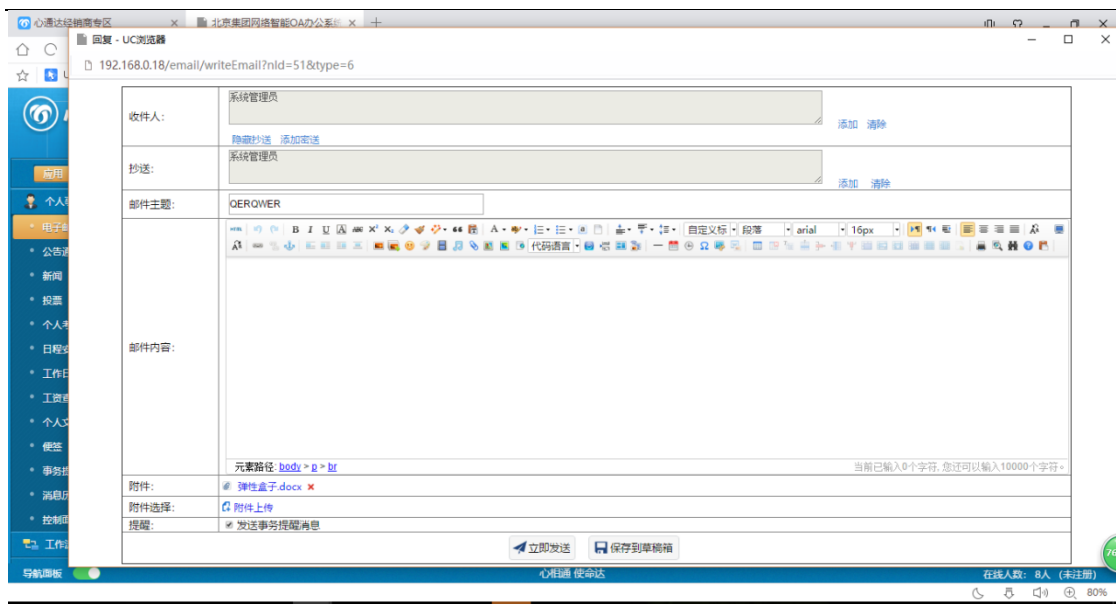 心通达经销商专区 × 北京集团网络智能OA办公系统 × +
回复 - UC浏览器
192.168.0.18/email/writeEmail?nId=51&type=6
收件人:
系统管理员
添加 清除
隐藏抄送 添加密送
抄送:
系统管理员
添加 清除
邮件主题:
QERQWER
自定义标 段落 arial 16px
代码语言
邮件内容:
元素路径: body > p > br
当前已输入0个字符, 您还可以输入10000个字符。
附件:
弹性盒子.docx ×
附件选择:
附件上传
提醒:
发送事务提醒消息
立即发送 保存到草稿箱
应用
个人
电子
公告通
新闻
投票
个人考
日程安
工作日
工资
个人文
便签
事务提
消息历
控制面
工作
导航面板
心相通 使命达
在线人数: 8人 (未注册)
80%